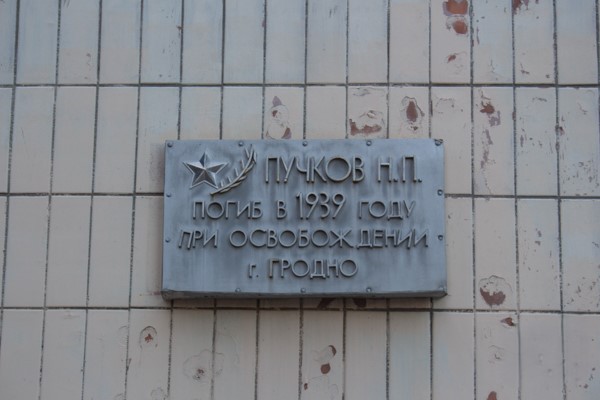 ПУЧКОВ Н.П.
ПОГИБ В 1939 ГОДУ
ПРИ ОСВОБОЖДЕНИИ
г. ГРОДНО